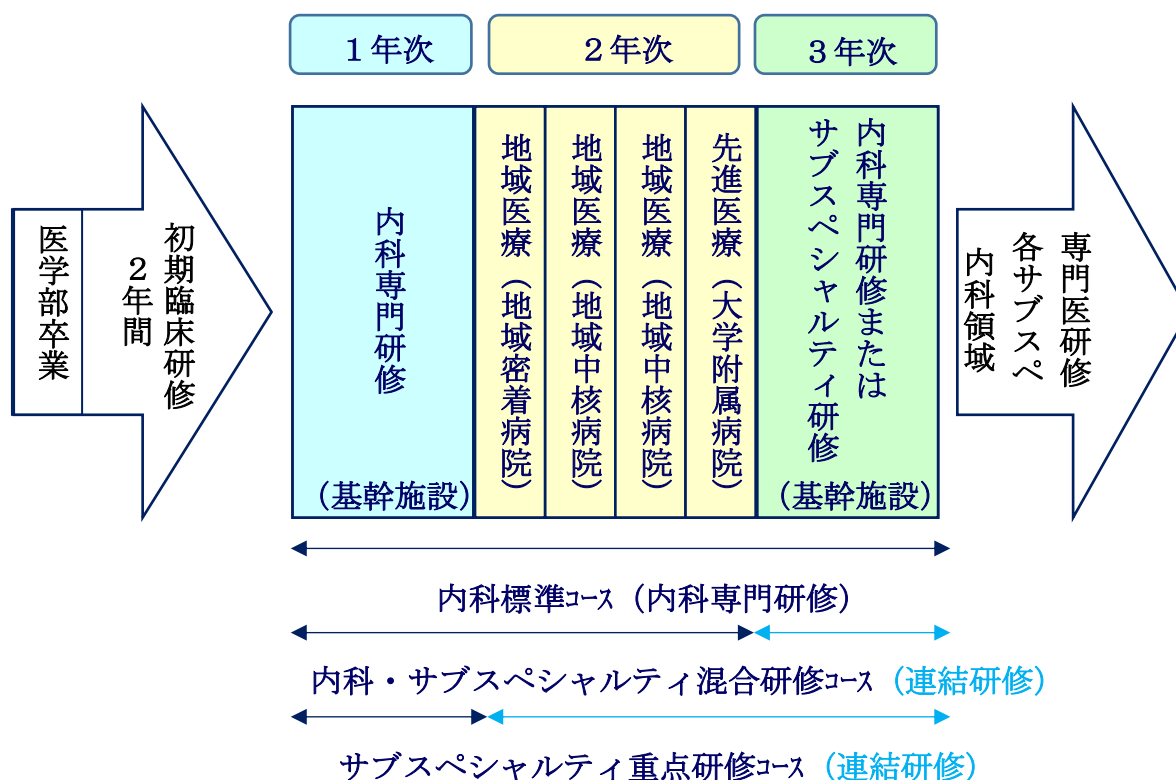 １年次
２年次
３年次
医学部卒業
初期臨床研修
２年間
内科専門研修
（基幹施設）
地域医療（地域密着病院）
地域医療（地域中核病院）
地域医療（地域中核病院）
先進医療（大学附属病院）
内科専門研修または
サブスペシャルティ研修
（基幹施設）
専門医研修
各サブスペ
内科領域
内科標準ｺｰｽ（内科専門研修）
内科・サブスペシャルティ混合研修ｺｰｽ（連結研修）
サブスペシャルティ重点研修ｺｰｽ（連結研修）